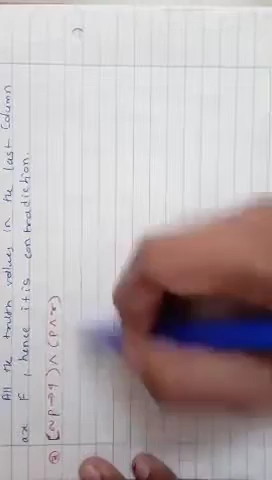 All the truth values in the last column
are F, hence it is contradiction.
③ (~p→q)∧(p∧r)